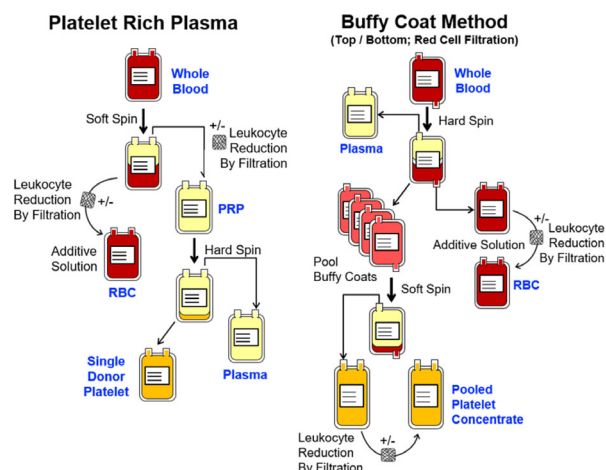 Platelet Rich Plasma
Whole
Blood
Soft Spin
+/-
Leukocyte
Reduction
By Filtration
Leukocyte
Reduction
By Filtration
+/-
PRP
Additive
Solution
RBC
Hard Spin
Single
Donor
Platelet
Plasma
Buffy Coat Method
(Top / Bottom; Red Cell Filtration)
Whole
Blood
Hard Spin
Plasma
Additive Solution
+/-
Leukocyte
Reduction
By Filtration
RBC
Pool
Buffy Coats
Soft Spin
Pooled
Platelet
Concentrate
Leukocyte
Reduction
By Filtration
+/-